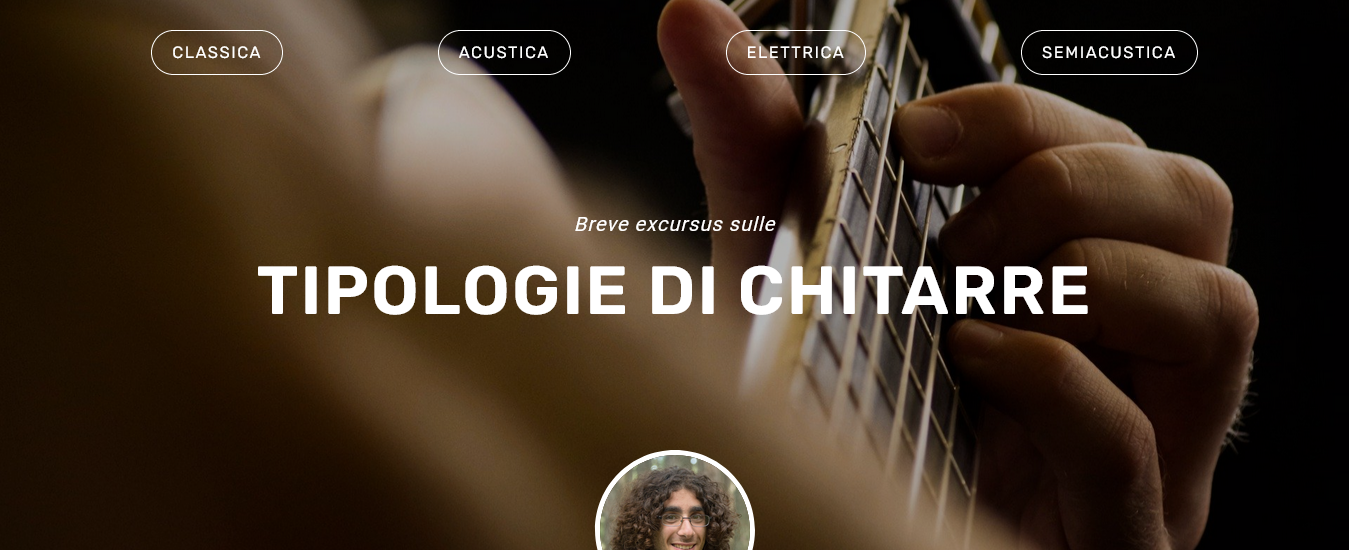 CLASSICA
ACUSTICA
ELETTRICA
SEMIACUSTICA
Breve excursus sulle
TIPOLOGIE DI CHITARRE